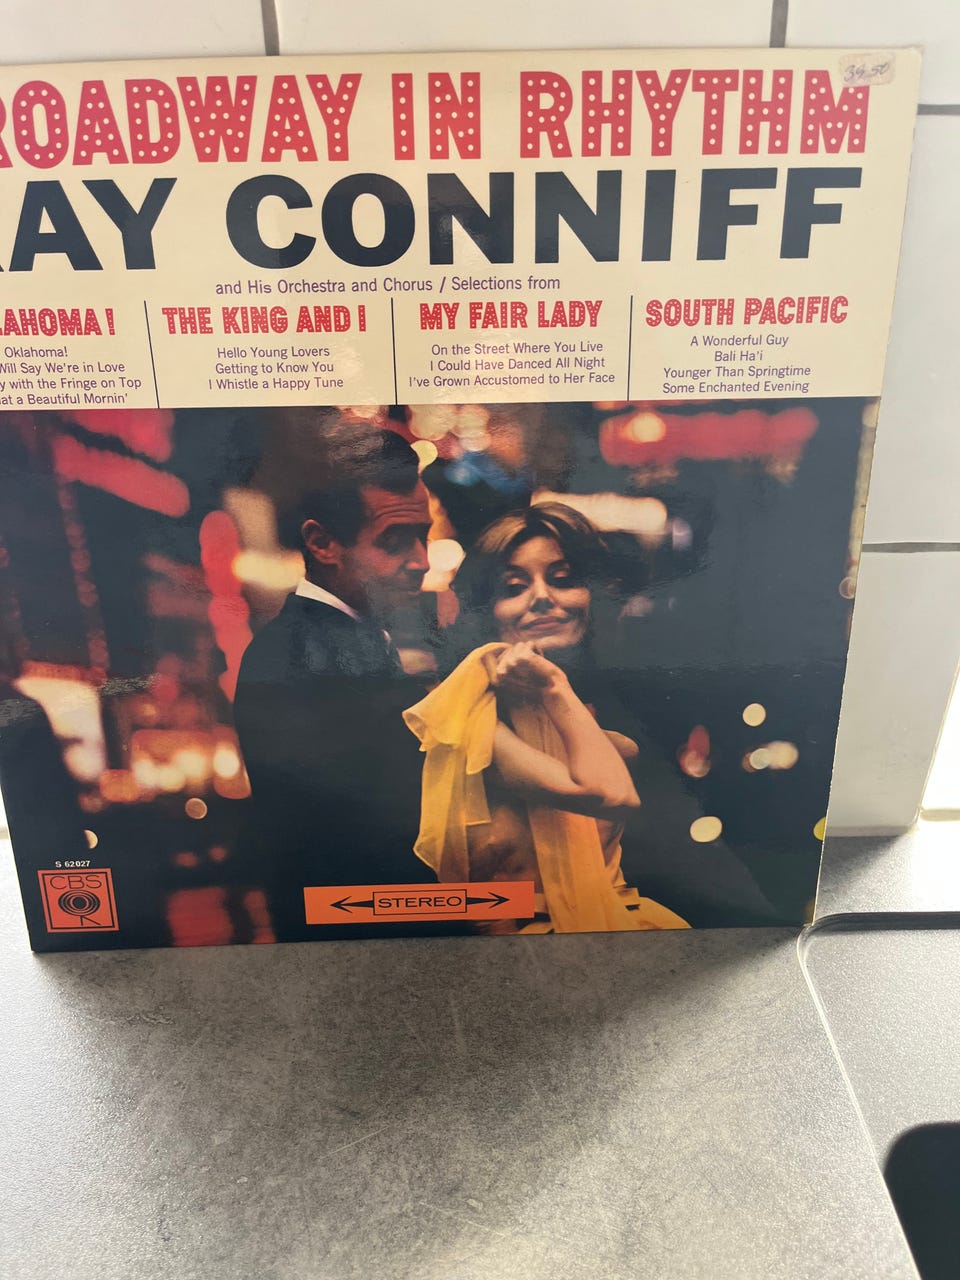 ROADWAY IN RHYTHM
39.50
AY CONNIFF
and His Orchestra and Chorus / Selections from
LAHOMA!
Oklahoma!
Will Say We're in Love
y with the Fringe on Top
at a Beautiful Mornin'
THE KING AND I
Hello Young Lovers
Getting to Know You
I Whistle a Happy Tune
MY FAIR LADY
On the Street Where You Live
I Could Have Danced All Night
I've Grown Accustomed to Her Face
SOUTH PACIFIC
A Wonderful Guy
Bali Ha'i
Younger Than Springtime
Some Enchanted Evening
S 62027
CBS
STEREO